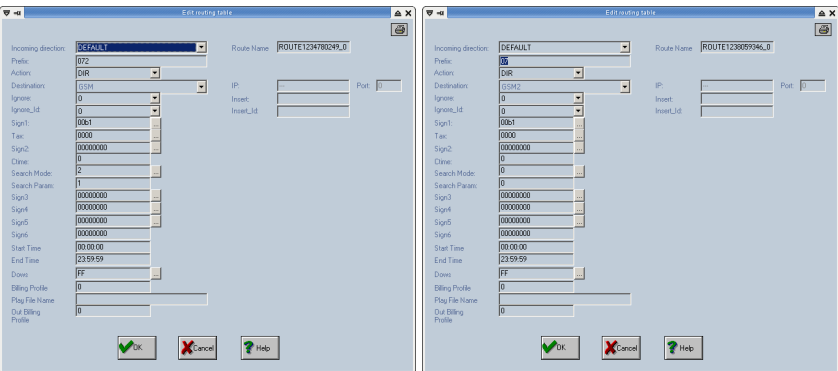 Edit routing table
Incoming direction: DEFAULT Route Name ROUTE1234780249_0
Prefix: 072
Action: DIR
Destination: GSM IP: --- Port: 0
Ignore: 0 Insert:
Ignore_Id: 0 Insert_Id:
Sign1: 00b1 ...
Tax: 0000 ...
Sign2: 00000000 ...
Ctime: 0
Search Mode: 2 ...
Search Param: 1
Sign3 00000000 ...
Sign4 00000000 ...
Sign5 00000000 ...
Sign6 00000000
Start Time 00:00:00
End Time 23:59:59
Dows FF ...
Billing Profile 0
Play File Name
Out Billing Profile 0
OK Cancel Help
Edit routing table
Incoming direction: DEFAULT Route Name ROUTE1238059346_0
Prefix: 07
Action: DIR
Destination: GSM2 IP: --- Port: 0
Ignore: 0 Insert:
Ignore_Id: 0 Insert_Id:
Sign1: 00b1 ...
Tax: 0000 ...
Sign2: 00000000 ...
Ctime: 0
Search Mode: 0 ...
Search Param: 0
Sign3 00000000 ...
Sign4 00000000 ...
Sign5 00000000 ...
Sign6 00000000
Start Time 00:00:00
End Time 23:59:59
Dows FF ...
Billing Profile 0
Play File Name
Out Billing Profile 0
OK Cancel Help